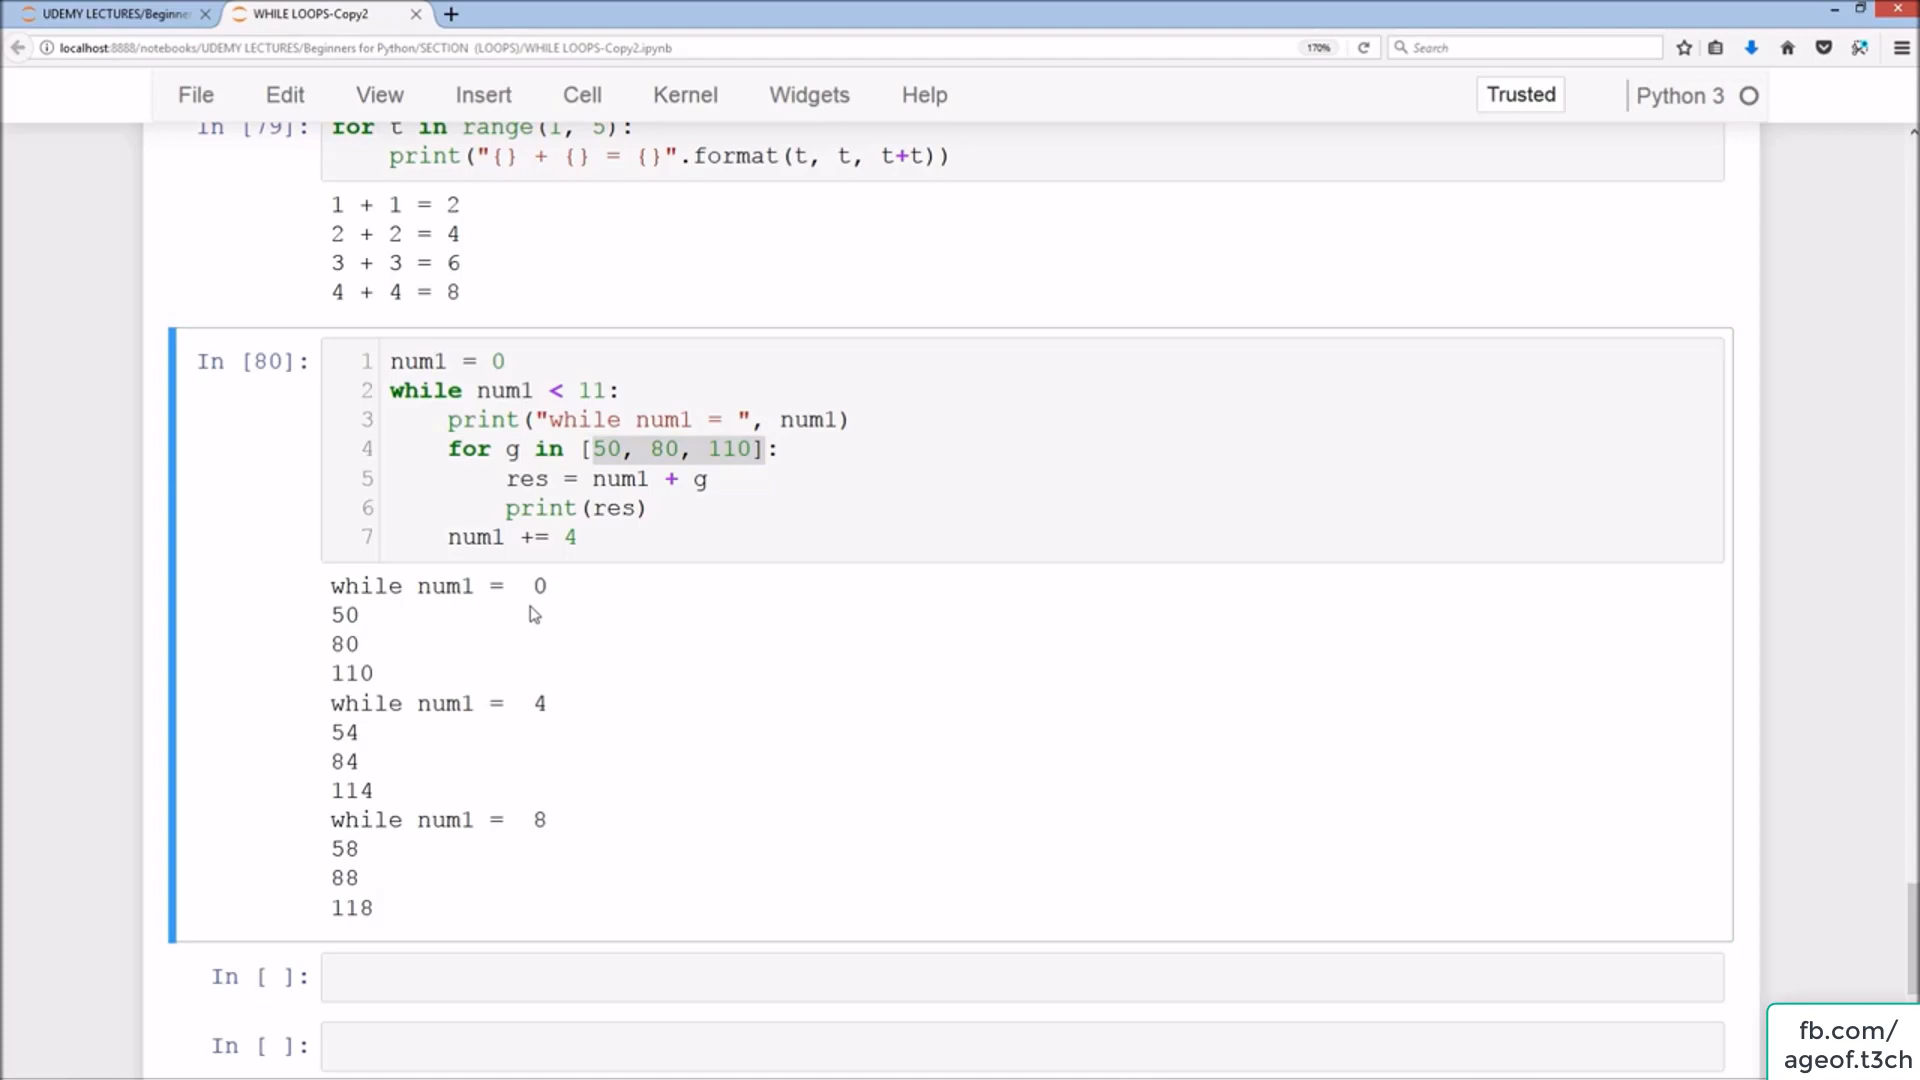 UDEMY LECTURES/Beginne
WHILE LOOPS-Copy2
localhost:8888/notebooks/UDEMY LECTURES/Beginners for Python/SECTION (LOOPS)/WHILE LOOPS-Copy2.ipynb
170%
Search
File
Edit
View
Insert
Cell
Kernel
Widgets
Help
Trusted
Python 3
In [79]:
for t in range(1, 5):
print("{} + {} = {}".format(t, t, t+t))
1 + 1 = 2
2 + 2 = 4
3 + 3 = 6
4 + 4 = 8
In [80]:
1 num1 = 0
2 while num1 < 11:
3 print("while num1 = ", num1)
4 for g in [50, 80, 110]:
5 res = num1 + g
6 print(res)
7 num1 += 4
while num1 =  0
50
80
110
while num1 =  4
54
84
114
while num1 =  8
58
88
118
In [ ]:
In [ ]:
fb.com/
ageof.t3ch